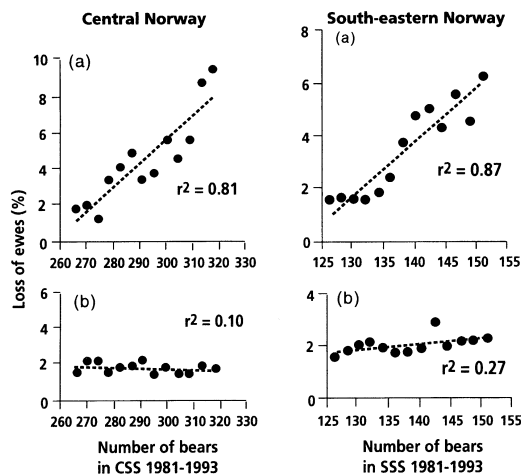 Central Norway
South-eastern Norway
(a)
10
8
6
4
2
0
r2 = 0.81
260 270 280 290 300 310 320 330
(a)
8
6
4
2
0
r2 = 0.87
125 130 135 140 145 150 155
Loss of ewes (%)
(b)
6
4
2
0
r2 = 0.10
260 270 280 290 300 310 320 330
Number of bears
in CSS 1981-1993
(b)
4
2
0
r2 = 0.27
125 130 135 140 145 150 155
Number of bears
in SSS 1981-1993